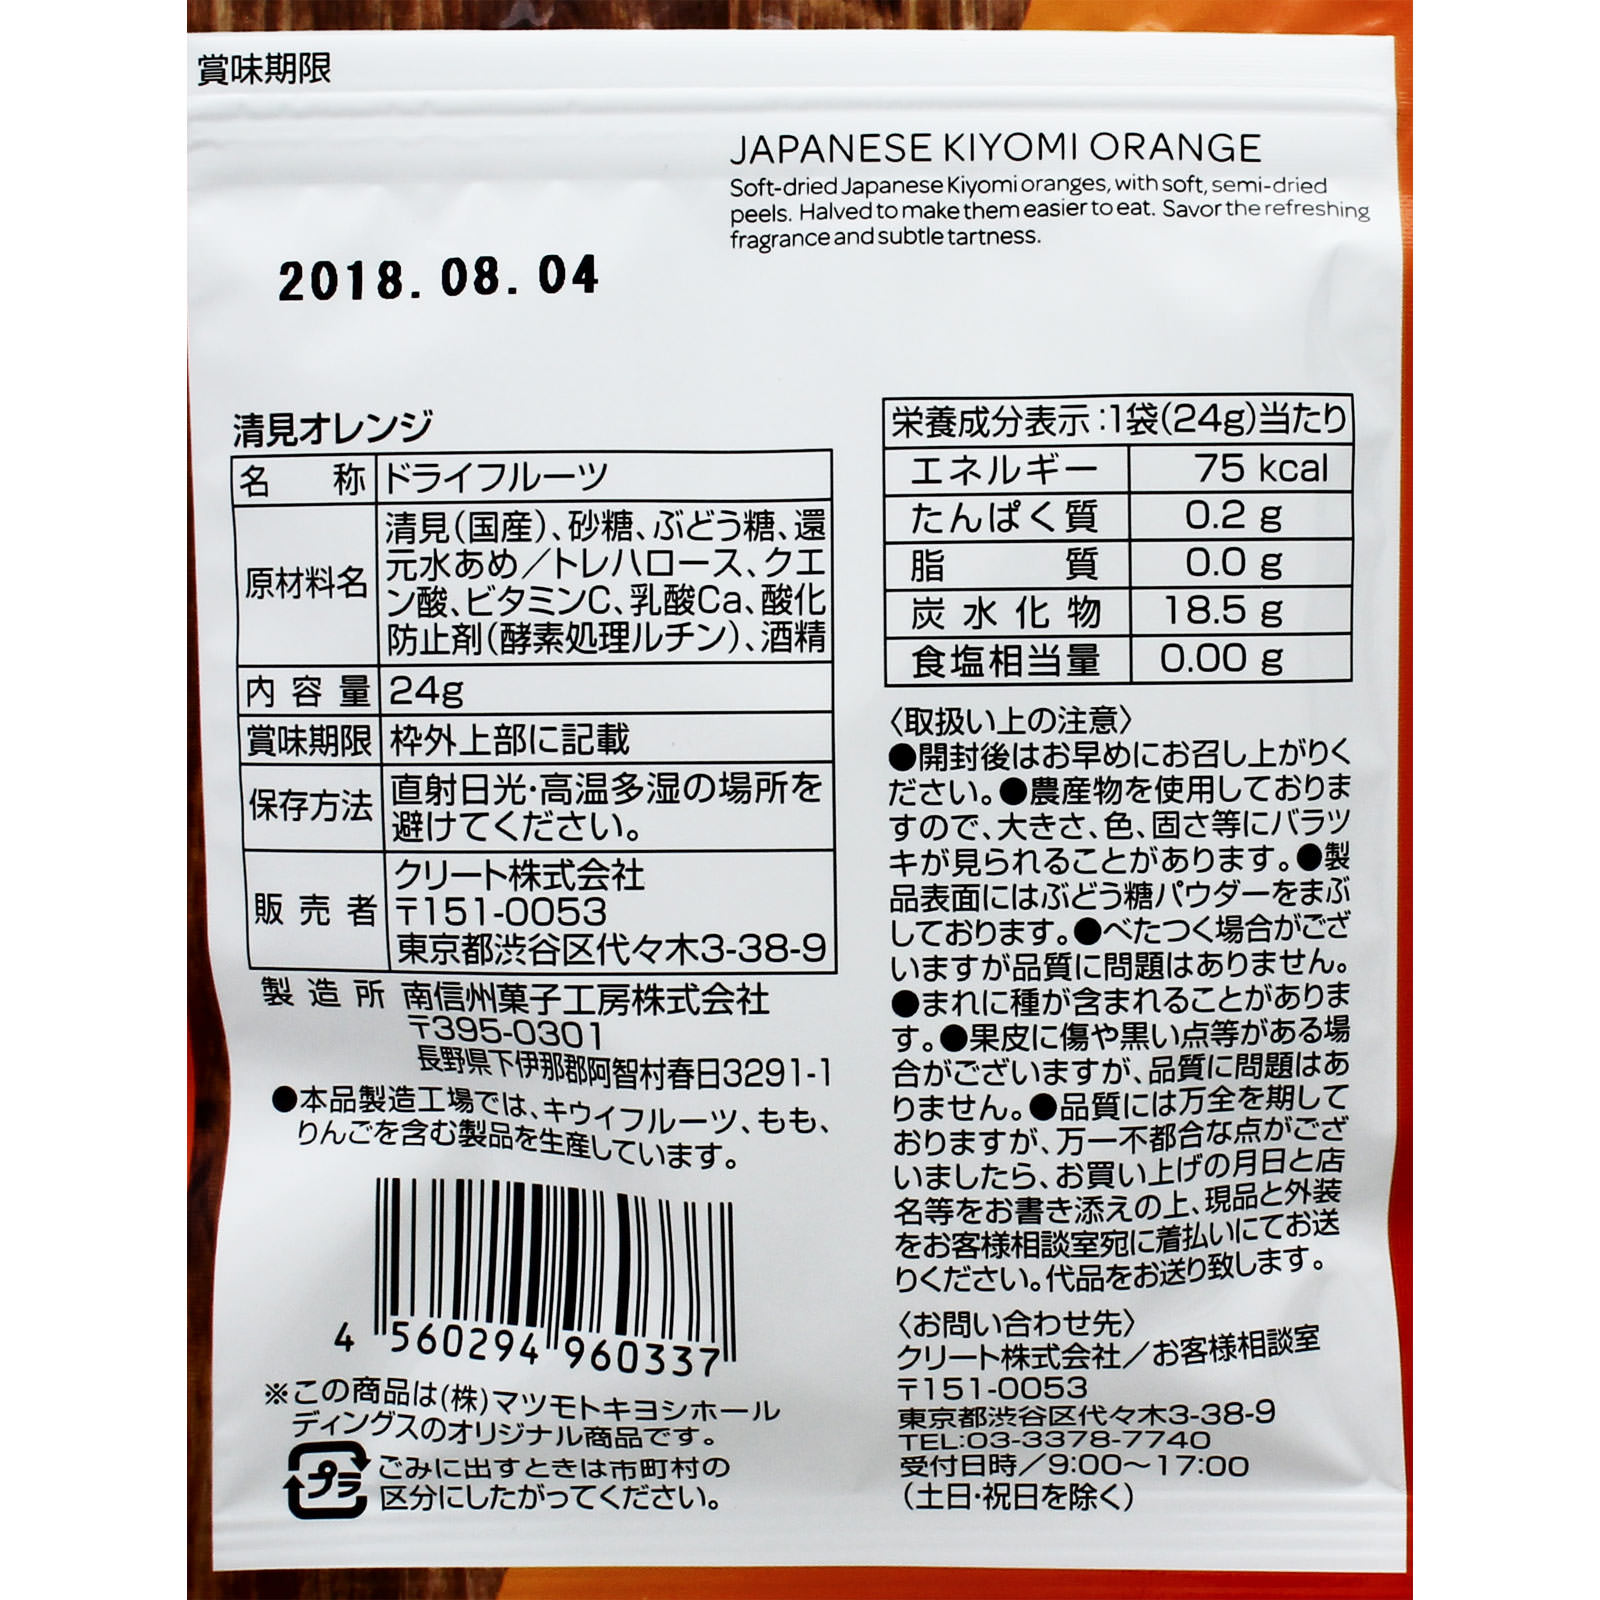 賞味期限
JAPANESE KIYOMI ORANGE
Soft-dried Japanese Kiyomi oranges, with soft, semi-dried
peels. Halved to make them easier to eat. Savor the refreshing
fragrance and subtle tartness.
2018.08.04
清見オレンジ
名称 ドライフルーツ
原材料名 清見(国産)、砂糖、ぶどう糖、還
元水あめ/トレハロース、クエ
ン酸、ビタミンC、乳酸Ca、酸化
防止剤(酵素処理ルチン)、酒精
内容量 24g
賞味期限 枠外上部に記載
保存方法 直射日光・高温多湿の場所を
避けてください。
販売者 クリート株式会社
〒151-0053
東京都渋谷区代々木3-38-9
製造所 南信州菓子工房株式会社
〒395-0301
長野県下伊那郡阿智村春日3291-1
●本品製造工場では、キウイフルーツ、もも、
りんごを含む製品を生産しています。
4 560294 960337
※この商品は(株)マツモトキヨシホール
ディングスのオリジナル商品です。
プラ
ごみに出すときは市町村の
区分にしたがってください。
栄養成分表示:1袋(24g)当たり
エネルギー 75 kcal
たんぱく質 0.2 g
脂質 0.0 g
炭水化物 18.5 g
食塩相当量 0.00 g
〈取扱い上の注意〉
●開封後はお早めにお召し上がりく
ださい。●農産物を使用しておりま
すので、大きさ、色、固さ等にバラツ
キが見られることがあります。●製
品表面にはぶどう糖パウダーをまぶ
しております。●べたつく場合がござ
いますが品質に問題はありません。
●まれに種が含まれることがありま
す。●果皮に傷や黒い点等がある場
合がございますが、品質に問題はあ
りません。●品質には万全を期して
おりますが、万一不都合な点がござ
いましたら、お買い上げの月日と店
名等をお書き添えの上、現品と外装
をお客様相談室宛に着払いにてお送
りください。代品をお送り致します。
〈お問い合わせ先〉
クリート株式会社/お客様相談室
〒151-0053
東京都渋谷区代々木3-38-9
TEL:03-3378-7740
受付日時/9:00〜17:00
(土日・祝日を除く)